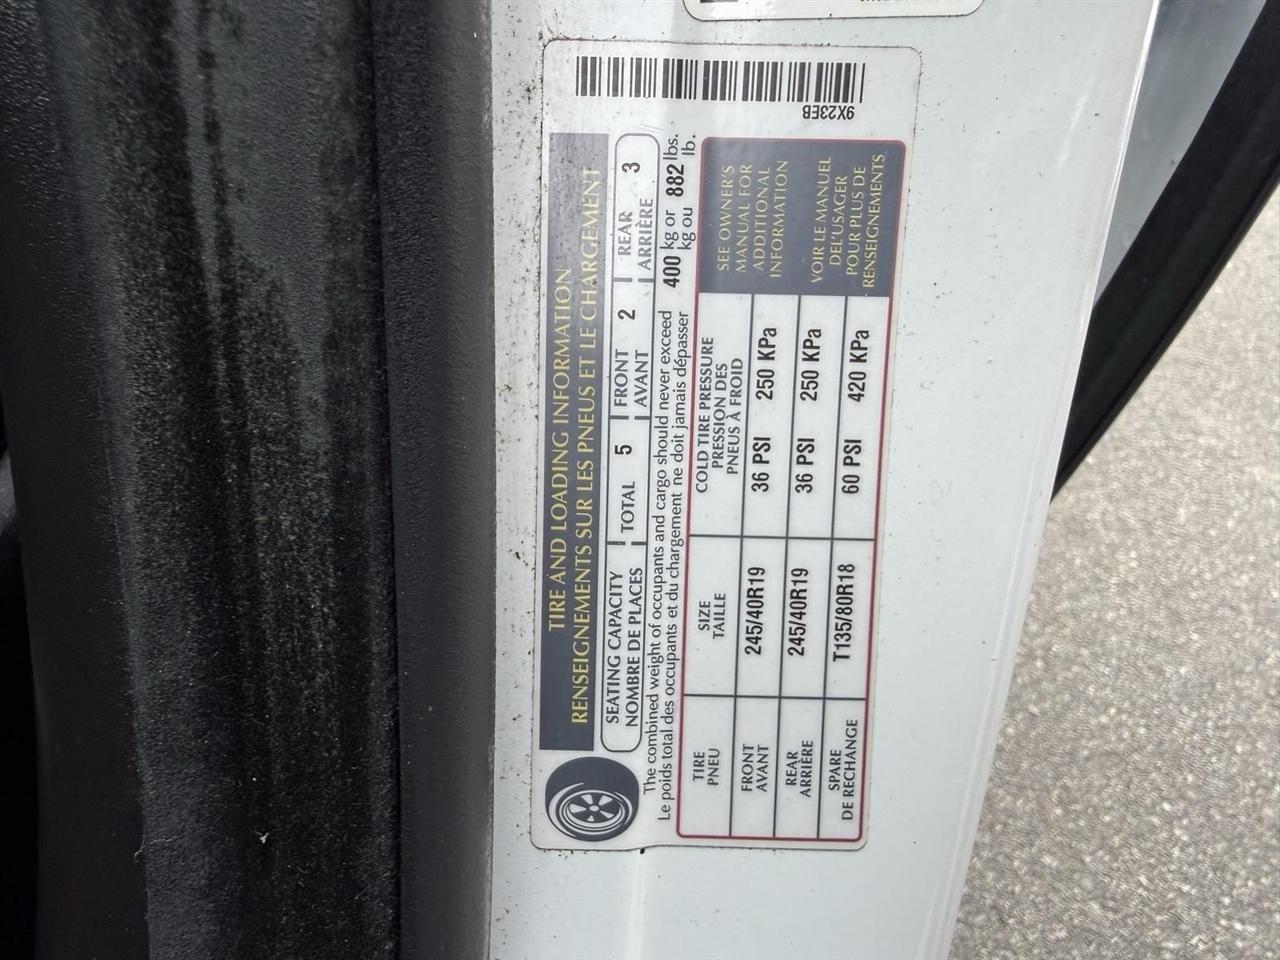 9X23EB
TIRE AND LOADING INFORMATION
RENSEIGNEMENTS SUR LES PNEUS ET LE CHARGEMENT
SEATING CAPACITY
NOMBRE DE PLACES
TOTAL 5
FRONT
AVANT
2
REAR
ARRIÈRE
3
The combined weight of occupants and cargo should never exceed
Le poids total des occupants et du chargement ne doit jamais dépasser
400 kg or 882 lbs.
kg ou lb.
TIRE
PNEU
SIZE
TAILLE
COLD TIRE PRESSURE
PRESSION DES
PNEUS À FROID
SEE OWNER'S
MANUAL FOR
ADDITIONAL
INFORMATION
VOIR LE MANUEL
DEL'USAGER
POUR PLUS DE
RENSEIGNEMENTS
FRONT
AVANT
245/40R19
36 PSI 250 KPa
REAR
ARRIÈRE
245/40R19
36 PSI 250 KPa
SPARE
DE RECHANGE
T135/80R18
60 PSI 420 KPa